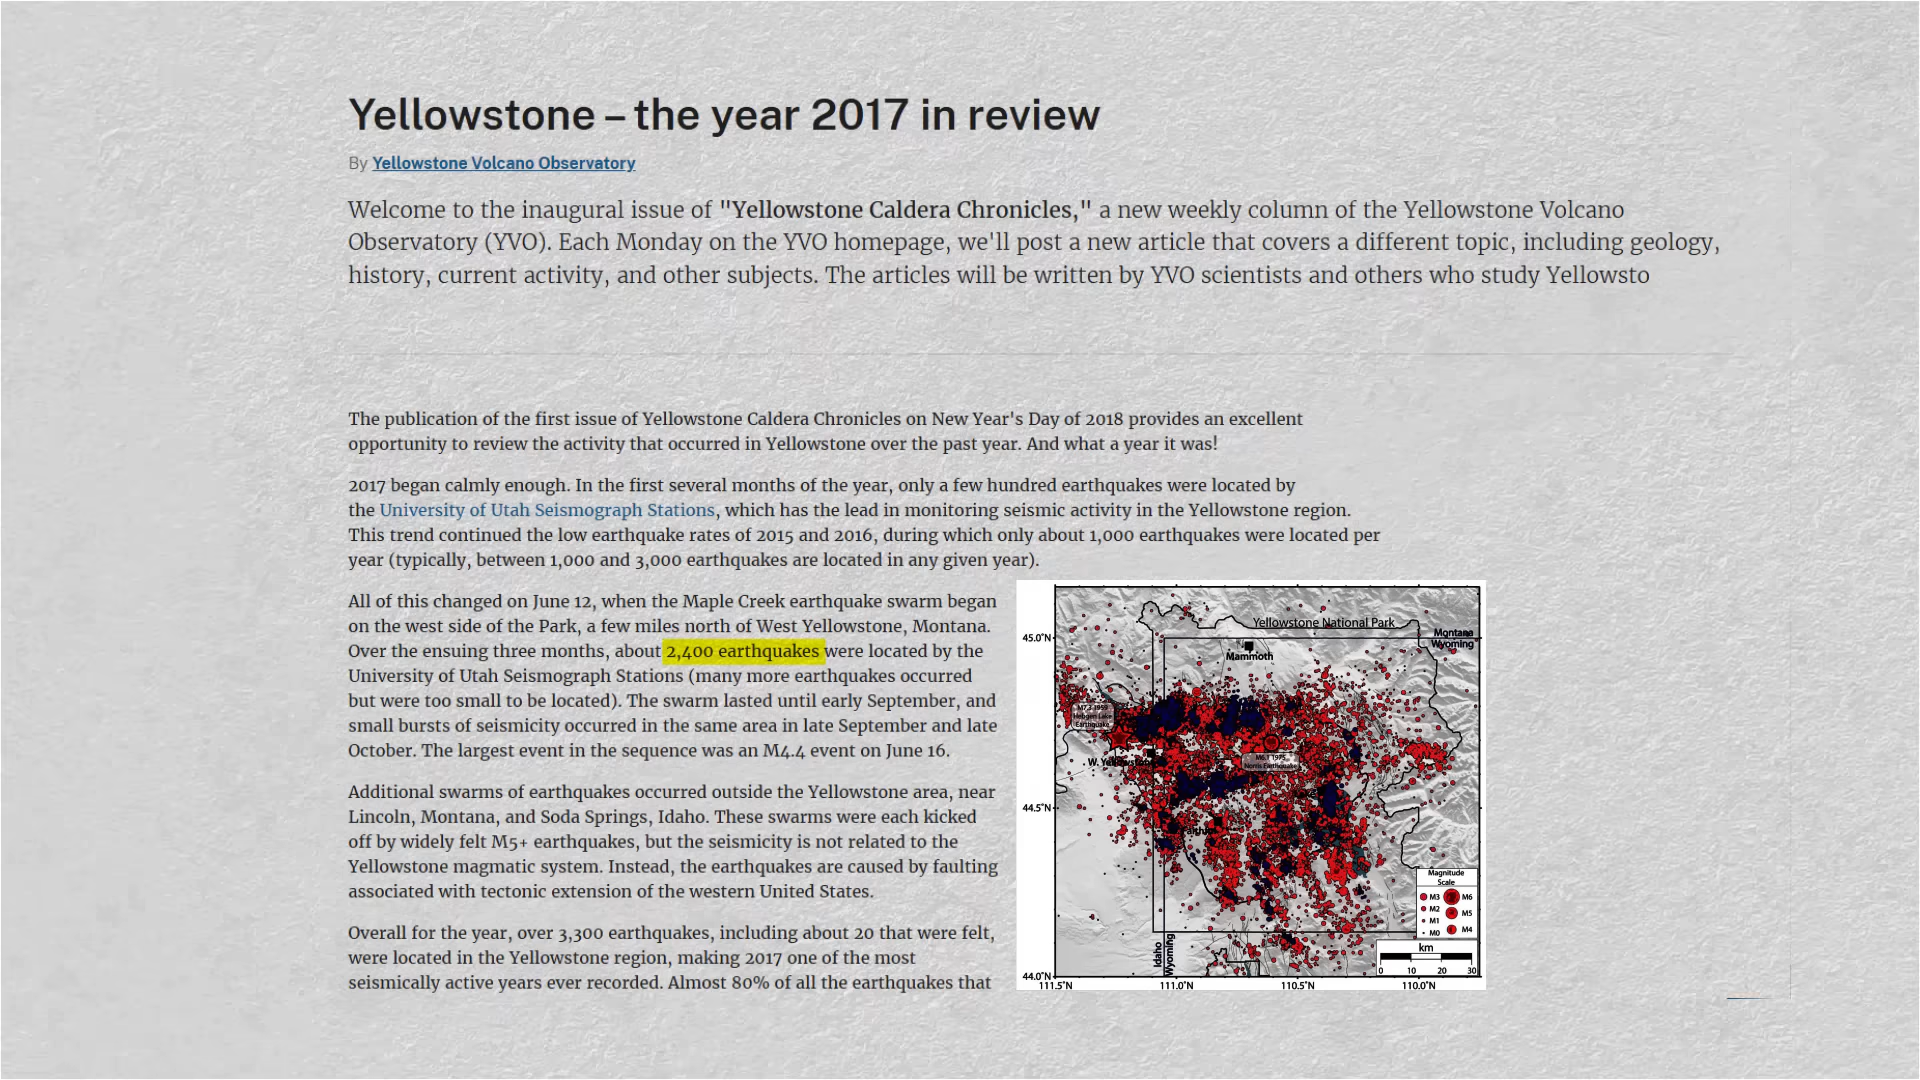 Yellowstone – the year 2017 in review
By Yellowstone Volcano Observatory
Welcome to the inaugural issue of "Yellowstone Caldera Chronicles," a new weekly column of the Yellowstone Volcano
Observatory (YVO). Each Monday on the YVO homepage, we'll post a new article that covers a different topic, including geology,
history, current activity, and other subjects. The articles will be written by YVO scientists and others who study Yellowsto
The publication of the first issue of Yellowstone Caldera Chronicles on New Year's Day of 2018 provides an excellent
opportunity to review the activity that occurred in Yellowstone over the past year. And what a year it was!
2017 began calmly enough. In the first several months of the year, only a few hundred earthquakes were located by
the University of Utah Seismograph Stations, which has the lead in monitoring seismic activity in the Yellowstone region.
This trend continued the low earthquake rates of 2015 and 2016, during which only about 1,000 earthquakes were located per
year (typically, between 1,000 and 3,000 earthquakes are located in any given year).
All of this changed on June 12, when the Maple Creek earthquake swarm began
on the west side of the Park, a few miles north of West Yellowstone, Montana.
Over the ensuing three months, about 2,400 earthquakes were located by the
University of Utah Seismograph Stations (many more earthquakes occurred
but were too small to be located). The swarm lasted until early September, and
small bursts of seismicity occurred in the same area in late September and late
October. The largest event in the sequence was an M4.4 event on June 16.
Additional swarms of earthquakes occurred outside the Yellowstone area, near
Lincoln, Montana, and Soda Springs, Idaho. These swarms were each kicked
off by widely felt M5+ earthquakes, but the seismicity is not related to the
Yellowstone magmatic system. Instead, the earthquakes are caused by faulting
associated with tectonic extension of the western United States.
Overall for the year, over 3,300 earthquakes, including about 20 that were felt,
were located in the Yellowstone region, making 2017 one of the most
seismically active years ever recorded. Almost 80% of all the earthquakes that
Yellowstone National Park
Montana
Wyoming
45.0°N
Mammoth
M7.3 1959
Hebgen Lake
Earthquake
M6.1 1975
Norris Earthquake
W. Yellowstone
44.5°N
Faithful
Magnitude
Scale
M3 M6
M2 M5
M1
M0 M4
Idaho
Wyoming
km
0 10 20 30
44.0°N
111.5°N 111.0°N 110.5°N 110.0°N